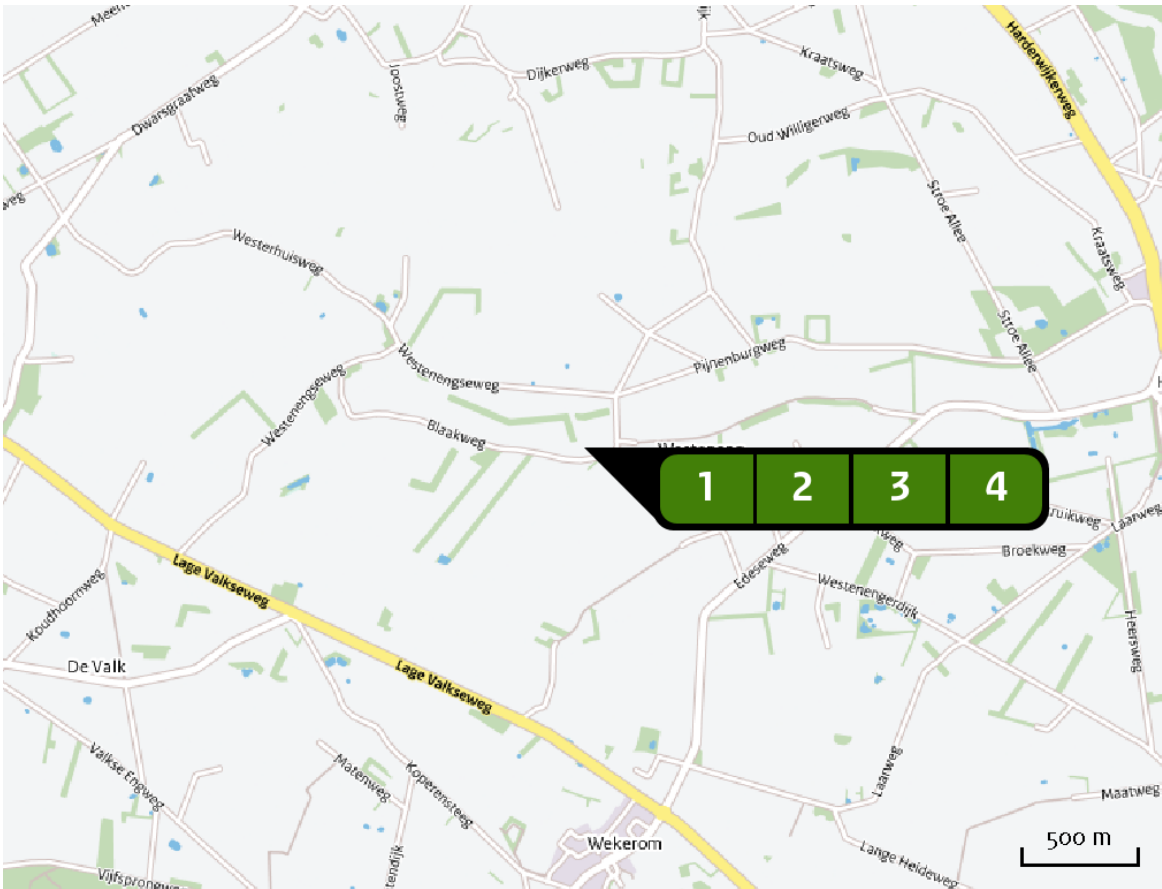 Joostweg
Dijkerweg
Kraatsweg
Harderwijkerweg
Dwarsgraafweg
Oud Willigerweg
Stroe Allee
Kraatsweg
Westerhuisweg
Stroe Allee
Westenengseweg
Pijnenburgweg
Westenengseweg
Blaakweg
1 2 3 4
Laarweg
Broekweg
Lage Valkseweg
Edeseweg
Westenengerdijk
Koudhoornweg
Heersweg
De Valk
Lage Valkseweg
Valkse Engweg
Matenweg
Koperensteeg
Laarweg
Maatweg
Wekerom
500 m
Lange Heideweg